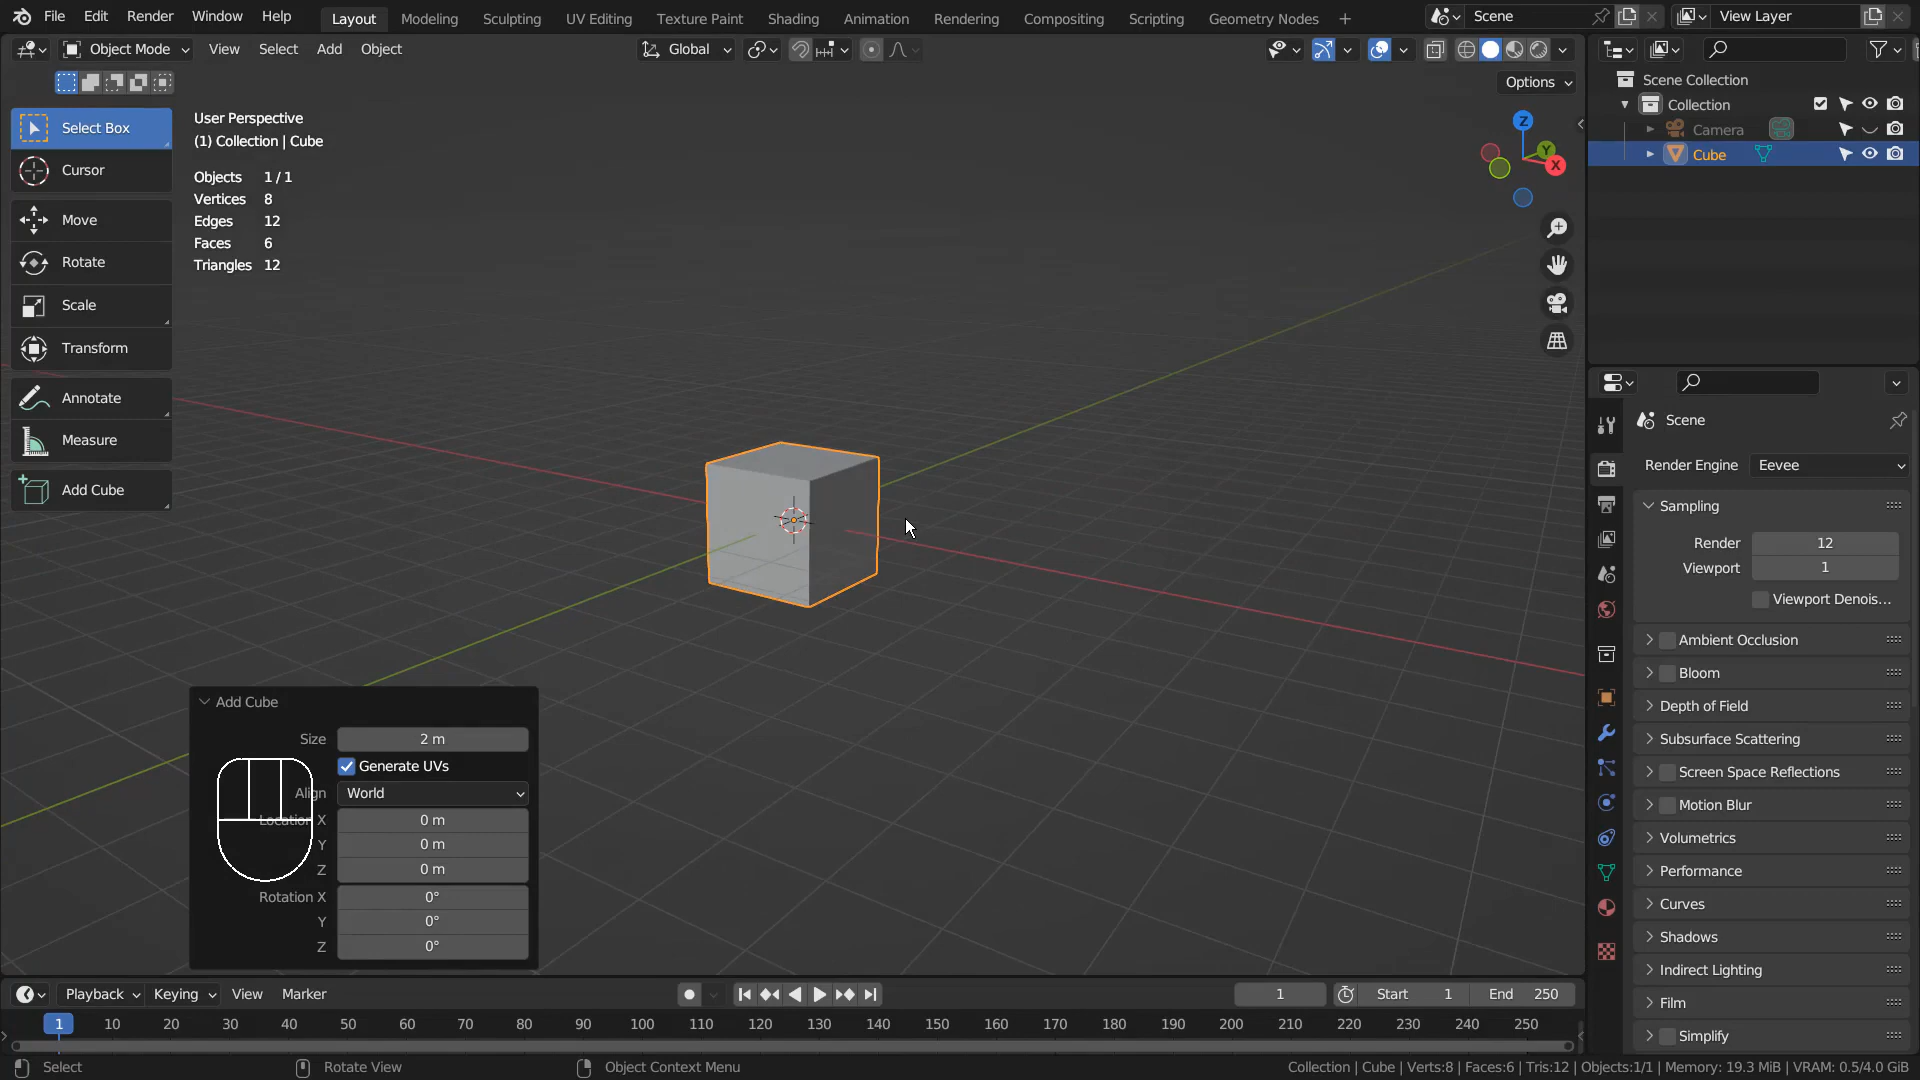 File Edit Render Window Help Layout Modeling Sculpting UV Editing Texture Paint Shading Animation Rendering Compositing Scripting Geometry Nodes + Scene View Layer
Object Mode View Select Add Object Global
Options
Select Box
Cursor
Move
Rotate
Scale
Transform
Annotate
Measure
Add Cube
User Perspective
(1) Collection | Cube
Objects 1 / 1
Vertices 8
Edges 12
Faces 6
Triangles 12
Z
Y
X
Scene Collection
Collection
Camera
Cube
Scene
Render Engine Eevee
Sampling
Render 12
Viewport 1
Viewport Denois...
Ambient Occlusion
Bloom
Depth of Field
Subsurface Scattering
Screen Space Reflections
Motion Blur
Volumetrics
Performance
Curves
Shadows
Indirect Lighting
Film
Simplify
Add Cube
Size 2 m
Generate UVs
Align World
Location X 0 m
Y 0 m
Z 0 m
Rotation X 0°
Y 0°
Z 0°
Playback Keying View Marker 1 Start 1 End 250
1 10 20 30 40 50 60 70 80 90 100 110 120 130 140 150 160 170 180 190 200 210 220 230 240 250
Select Rotate View Object Context Menu Collection | Cube | Verts:8 | Faces:6 | Tris:12 | Objects:1/1 | Memory: 19.3 MiB | VRAM: 0.5/4.0 GiB